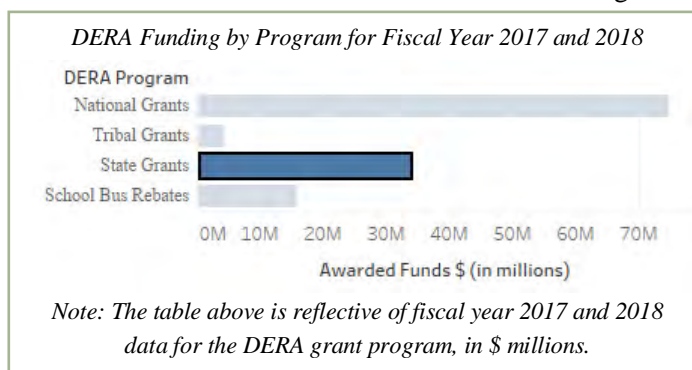 DERA Funding by Program for Fiscal Year 2017 and 2018
DERA Program
National Grants
Tribal Grants
State Grants
School Bus Rebates
0M 10M 20M 30M 40M 50M 60M 70M
Awarded Funds $ (in millions)
Note: The table above is reflective of fiscal year 2017 and 2018
data for the DERA grant program, in $ millions.